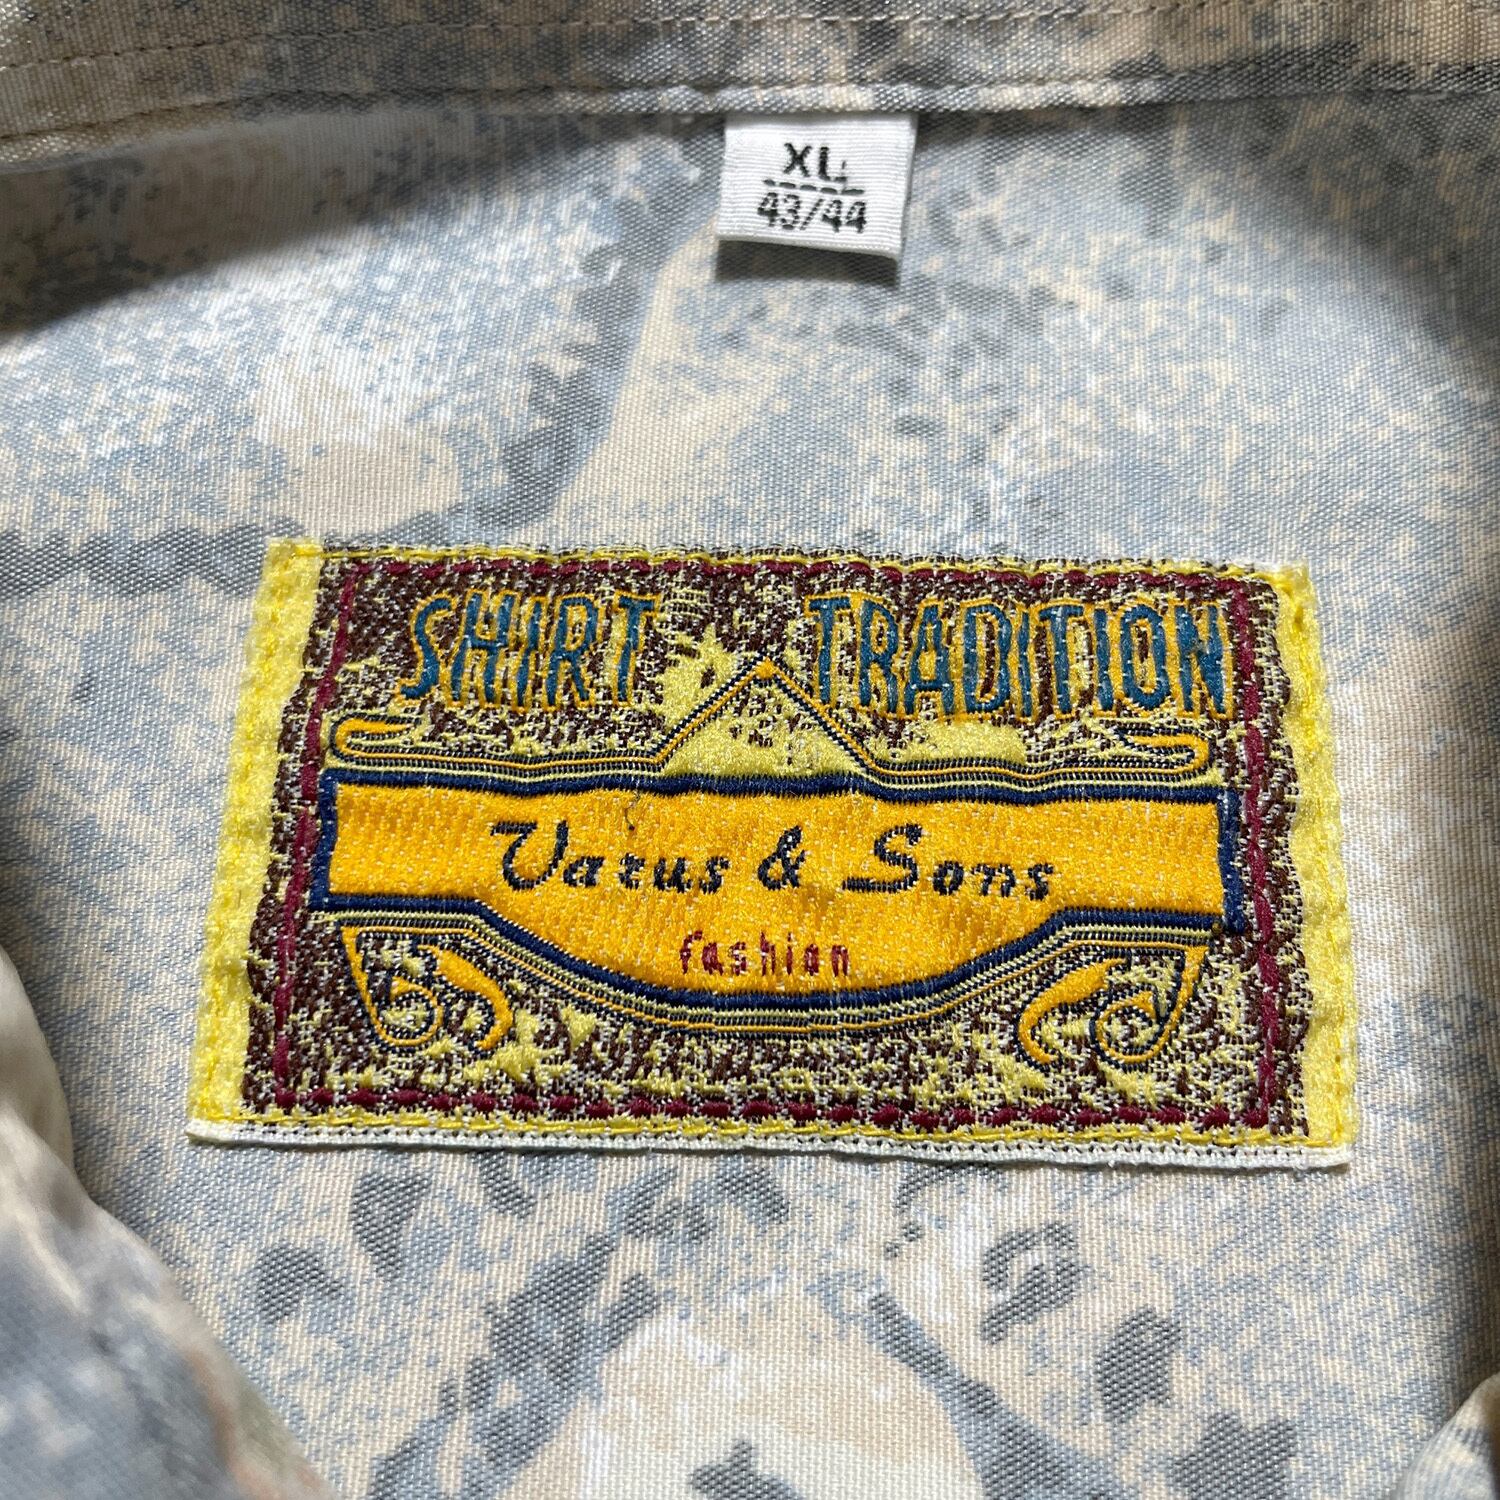 XL
43/44
SHIRT TRADITION
Varus & Sons
fashion